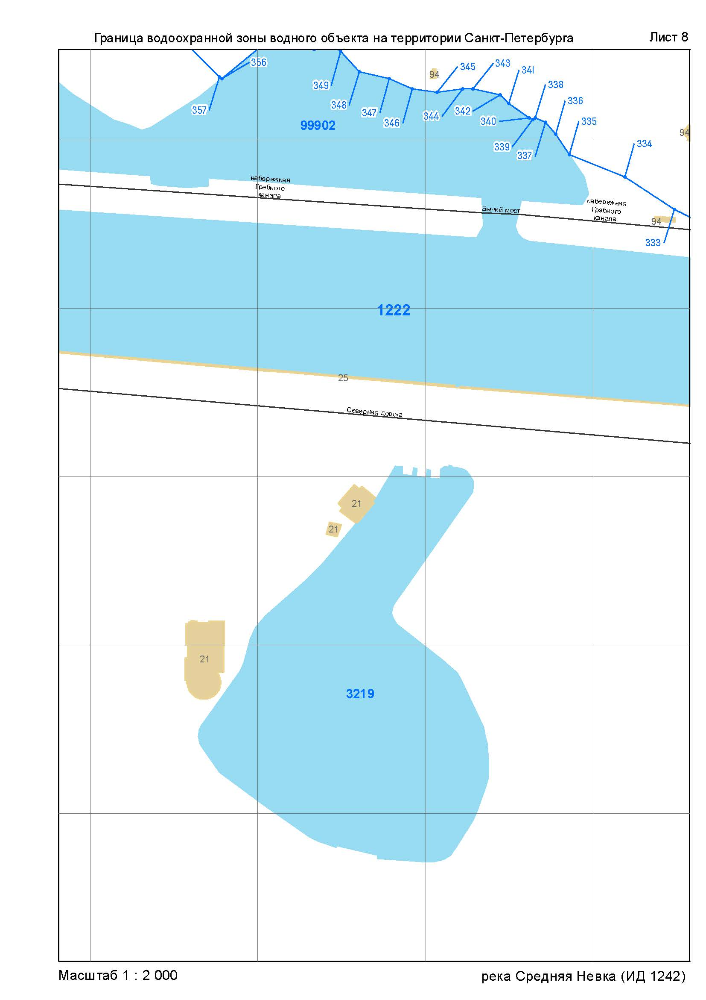 Граница водоохранной зоны водного объекта на территории Санкт-Петербурга
Лист 8
356
349
357
348
347
346
94
345
343
341
338
336
335
334
344
342
340
339
337
99902
94
набережная
Гребного
канала
Бычий мост
набережная
Гребного
канала
94
333
1222
25
Северная дорога
21
21
21
3219
Масштаб 1 : 2 000
река Средняя Невка (ИД 1242)